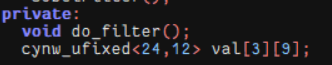 private:
void do_filter();
cynw_ufixed<24,12> val[3][9];